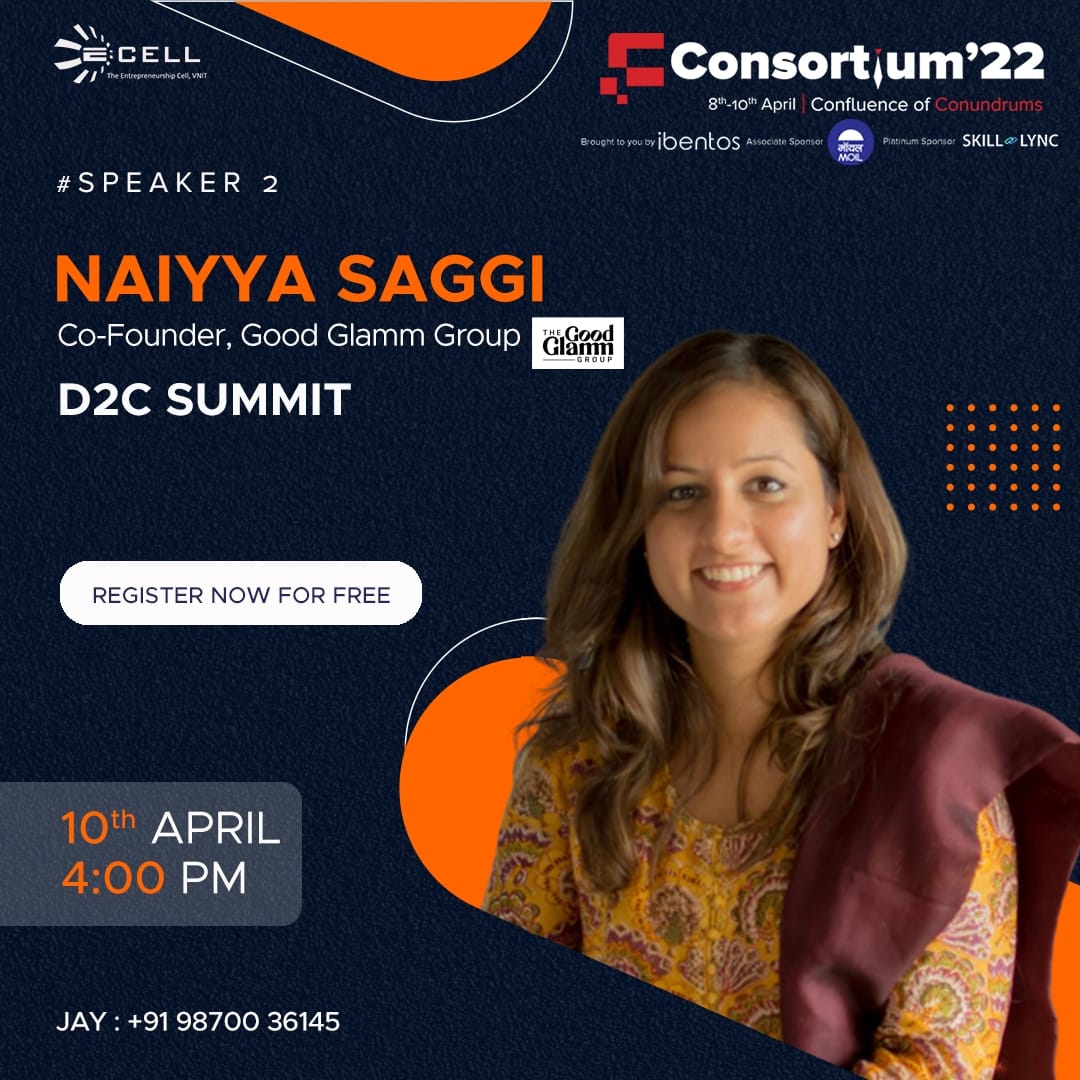 E-CELL
The Entrepreneurship Cell, VNIT
Consortium'22
8th-10th April | Confluence of Conundrums
Brought to you by ibentos Associate Sponsor मॉयल MOIL Platinum Sponsor SKILL LYNC
#SPEAKER 2
NAIYYA SAGGI
Co-Founder, Good Glamm Group
THE Good Glamm GROUP
D2C SUMMIT
REGISTER NOW FOR FREE
10th APRIL
4:00 PM
JAY : +91 98700 36145